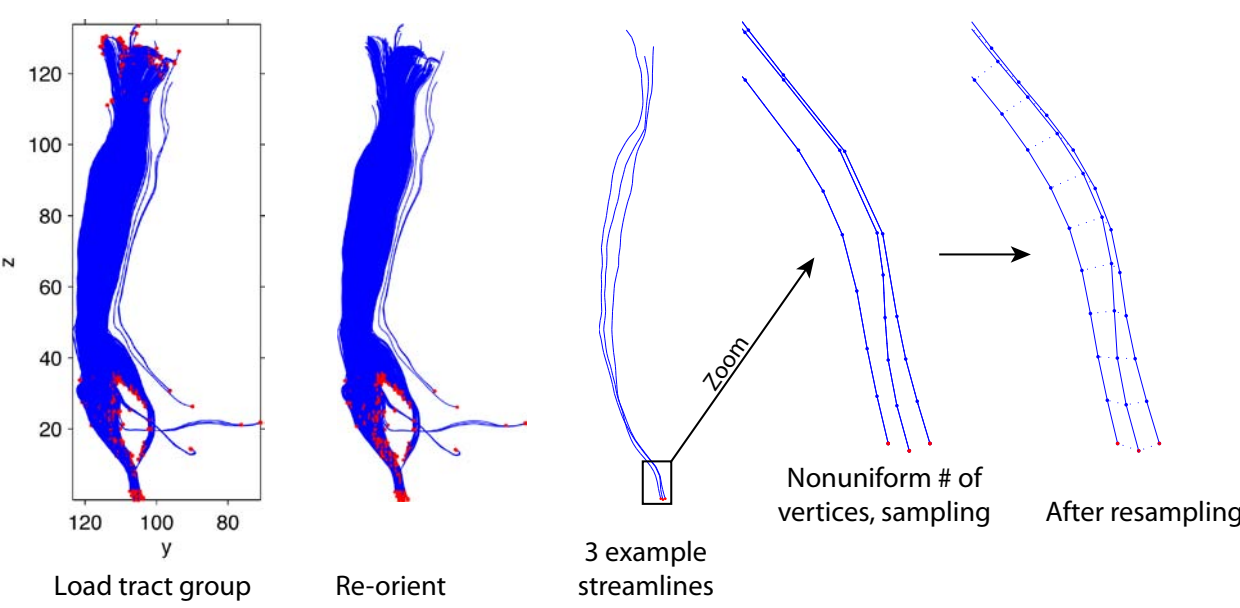 120
100
80
60
40
20
z
120 100 80
y
Load tract group
Re-orient
3 example
streamlines
Zoom
Nonuniform # of
vertices, sampling
After resampling